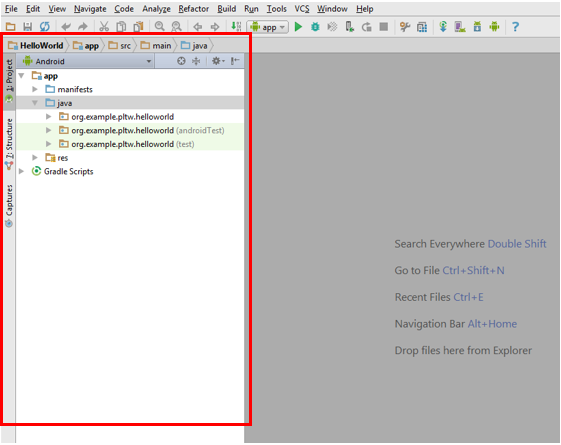 File Edit View Navigate Code Analyze Refactor Build Run Tools VCS Window Help
app
HelloWorld app src main java
1: Project
Android
app
manifests
java
org.example.pltw.helloworld
org.example.pltw.helloworld (androidTest)
org.example.pltw.helloworld (test)
res
Gradle Scripts
7: Structure
Captures
Search Everywhere Double Shift
Go to File Ctrl+Shift+N
Recent Files Ctrl+E
Navigation Bar Alt+Home
Drop files here from Explorer